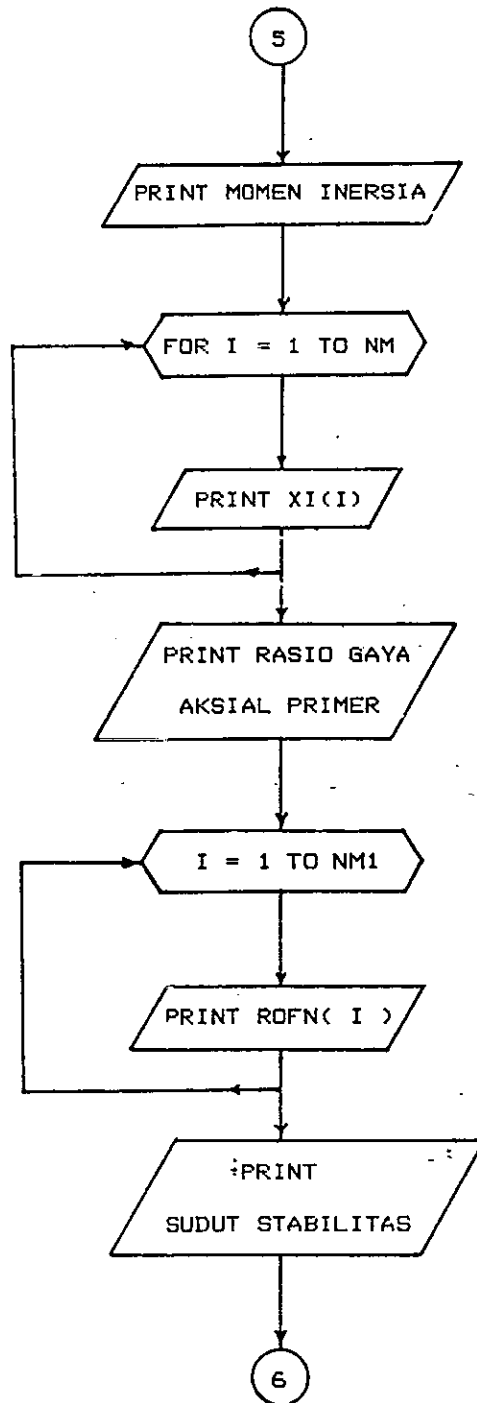 5
PRINT MOMEN INERSIA
FOR I = 1 TO NM
PRINT XI(I)
PRINT RASIO GAYA
AKSIAL PRIMER
I = 1 TO NM1
PRINT ROFN( I )
PRINT
SUDUT STABILITAS
6